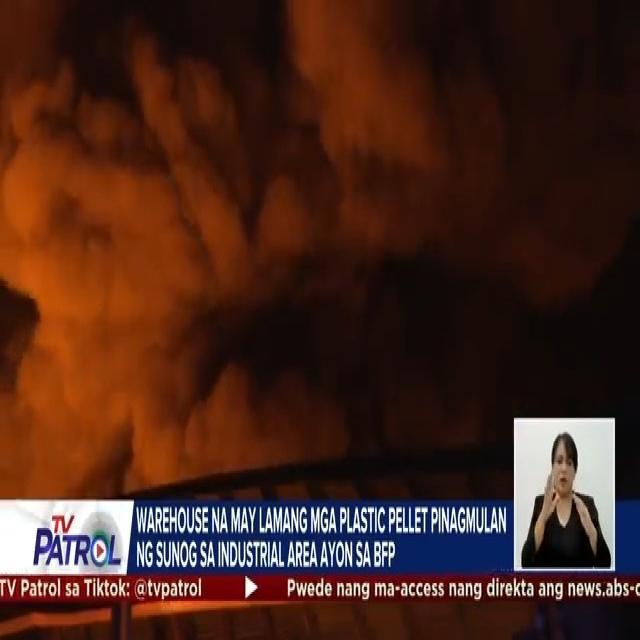 TV PATROL
WAREHOUSE NA MAY LAMANG MGA PLASTIC PELLET PINAGMULAN
NG SUNOG SA INDUSTRIAL AREA AYON SA BFP
TV Patrol sa Tiktok: @tvpatrol Pwede nang ma-access nang direkta ang news.abs-c